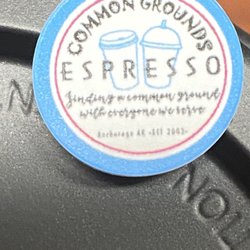 COMMON GROUNDS
ESPRESSO
finding a common ground
with everyone we serve
Anchorage AK -Est 2003-